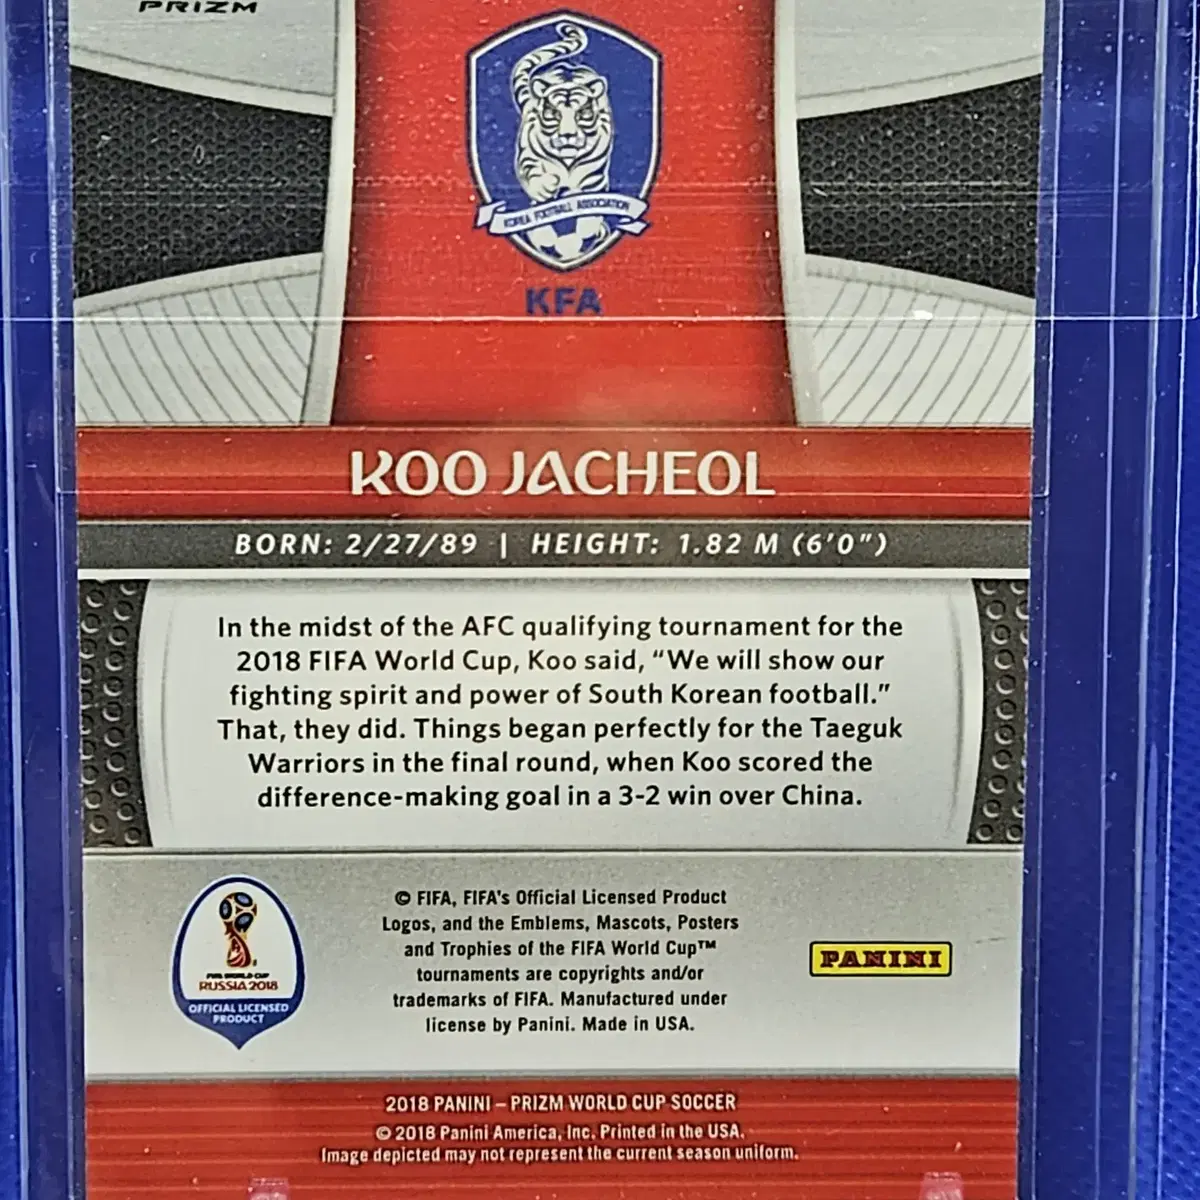 PRIZM
KOREA FOOTBALL ASSOCIATION
KFA
KOO JACHEOL
BORN: 2/27/89 | HEIGHT: 1.82 M (6'0")
In the midst of the AFC qualifying tournament for the
2018 FIFA World Cup, Koo said, “We will show our
fighting spirit and power of South Korean football.”
That, they did. Things began perfectly for the Taeguk
Warriors in the final round, when Koo scored the
difference-making goal in a 3-2 win over China.
FIFA WORLD CUP
RUSSIA 2018
OFFICIAL LICENSED
PRODUCT
© FIFA, FIFA's Official Licensed Product
Logos, and the Emblems, Mascots, Posters
and Trophies of the FIFA World Cup™
tournaments are copyrights and/or
trademarks of FIFA. Manufactured under
license by Panini. Made in USA.
PANINI
2018 PANINI – PRIZM WORLD CUP SOCCER
© 2018 Panini America, Inc. Printed in the USA.
Image depicted may not represent the current season uniform.